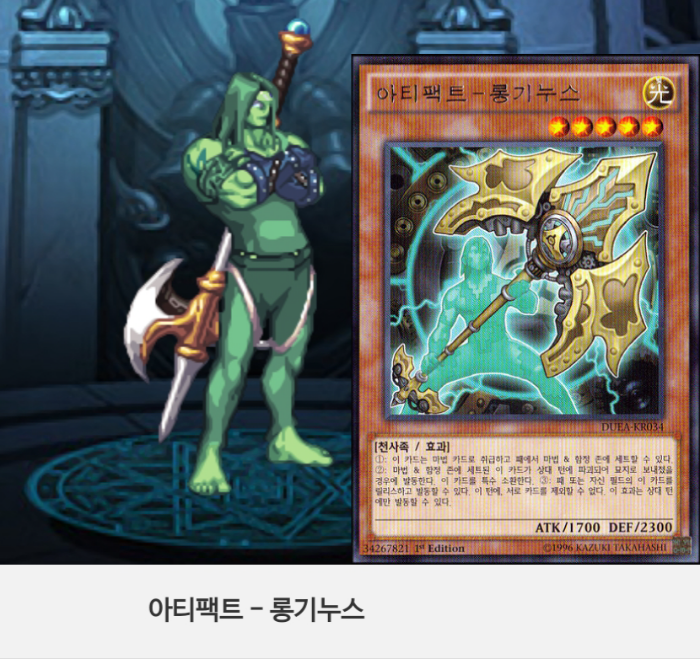 아티팩트-롱기누스
光
DUEA-KR034
[천사족 / 효과]
①: 이 카드는 마법 카드로 취급하고 패에서 마법 & 함정 존에 세트할 수 있다.
②: 마법 & 함정 존에 세트된 이 카드가 상대 턴에 파괴되어 묘지로 보내졌을
경우에 발동한다. 이 카드를 특수 소환한다. ③: 패 또는 자신 필드의 이 카드를
릴리스하고 발동할 수 있다. 이 턴에, 서로 카드를 제외할 수 없다. 이 효과는 상대 턴
에만 발동할 수 있다.
ATK/1700 DEF/2300
34267821 1st Edition ©1996 KAZUKI TAKAHASHI
아티팩트 - 롱기누스